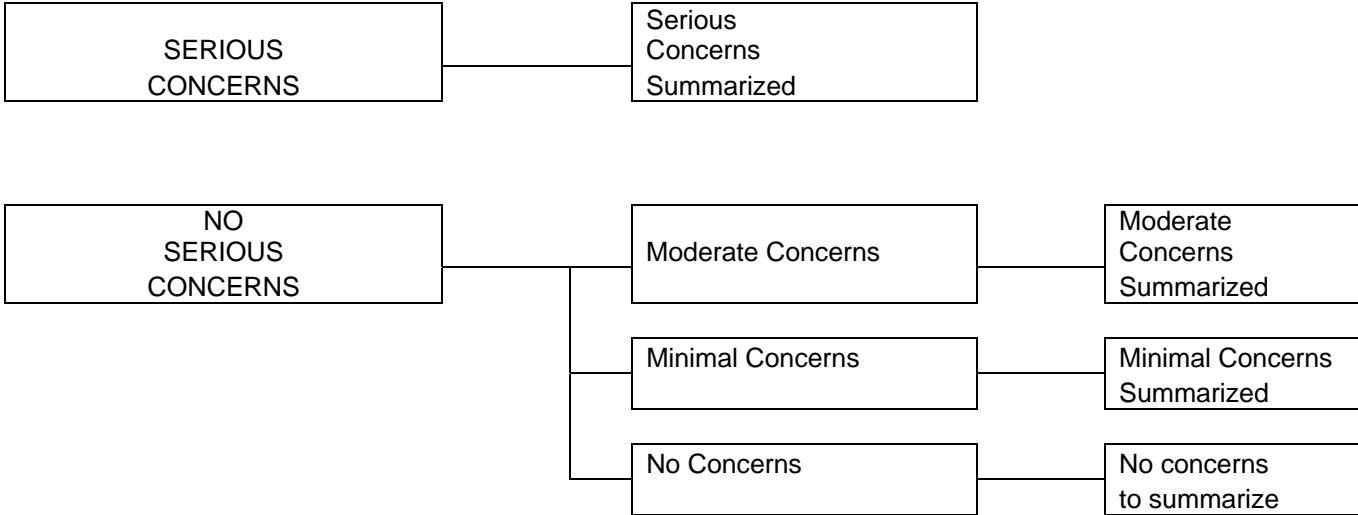 SERIOUS
CONCERNS
Serious
Concerns
Summarized
NO
SERIOUS
CONCERNS
Moderate Concerns
Moderate
Concerns
Summarized
Minimal Concerns
Minimal Concerns
Summarized
No Concerns
No concerns
to summarize